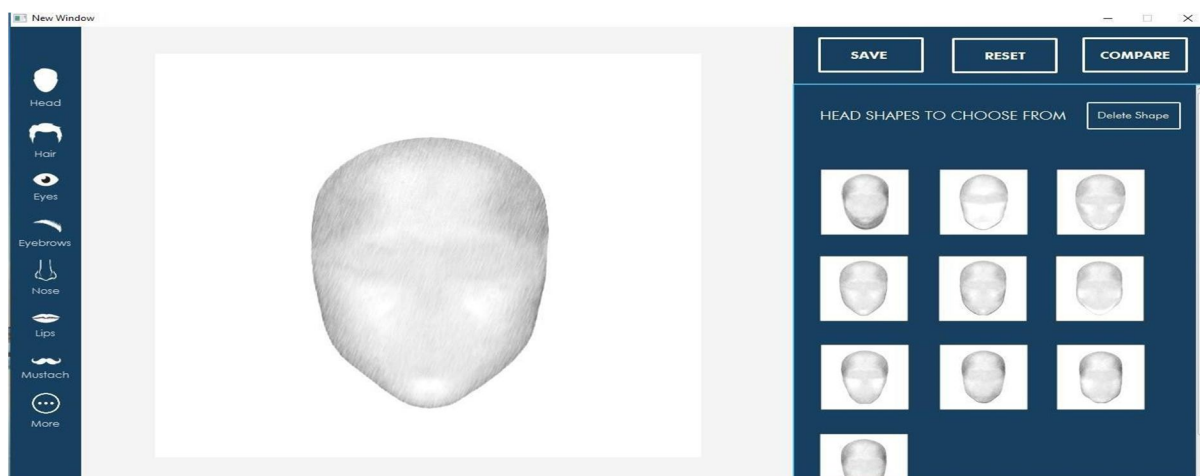 New Window
Head
Hair
Eyes
Eyebrows
Nose
Lips
Mustach
More
SAVE
RESET
COMPARE
HEAD SHAPES TO CHOOSE FROM
Delete Shape